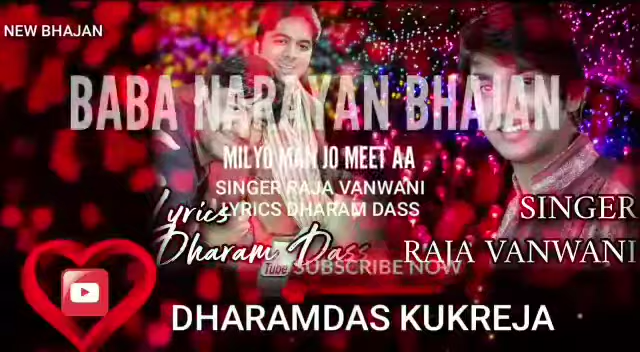 NEW BHAJAN
BABA NARAYAN BHAJAN
MILYO MAN JO MEET AA
SINGER RAJA VANWANI
LYRICS DHARAM DASS
Lyrics
Dharam Dass
SINGER
RAJA VANWANI
Tube SUBSCRIBE NOW
DHARAMDAS KUKREJA